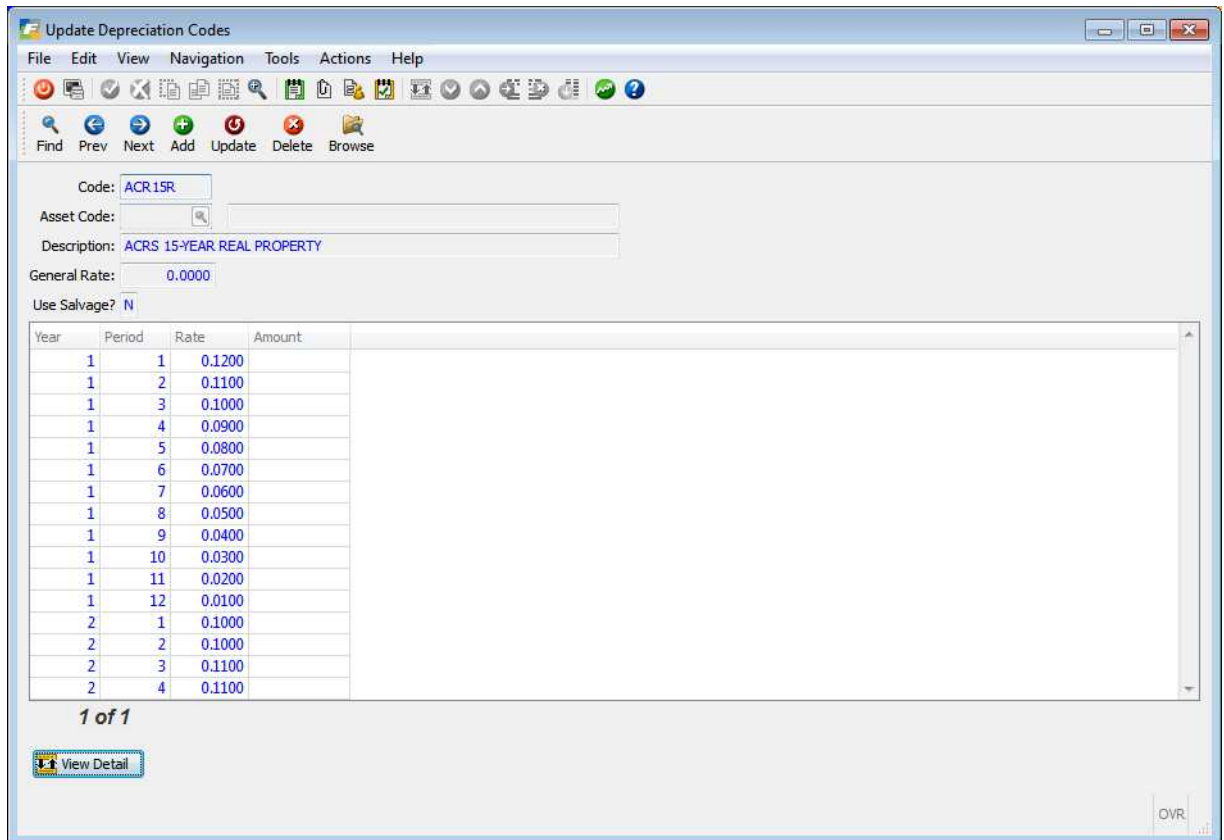 Update Depreciation Codes
File Edit View Navigation Tools Actions Help
Find Prev Next Add Update Delete Browse
Code: ACR15R
Asset Code:
Description: ACRS 15-YEAR REAL PROPERTY
General Rate: 0.0000
Use Salvage? N
Year Period Rate Amount
1 1 0.1200
1 2 0.1100
1 3 0.1000
1 4 0.0900
1 5 0.0800
1 6 0.0700
1 7 0.0600
1 8 0.0500
1 9 0.0400
1 10 0.0300
1 11 0.0200
1 12 0.0100
2 1 0.1000
2 2 0.1000
2 3 0.1100
2 4 0.1100
1 of 1
View Detail
OVR